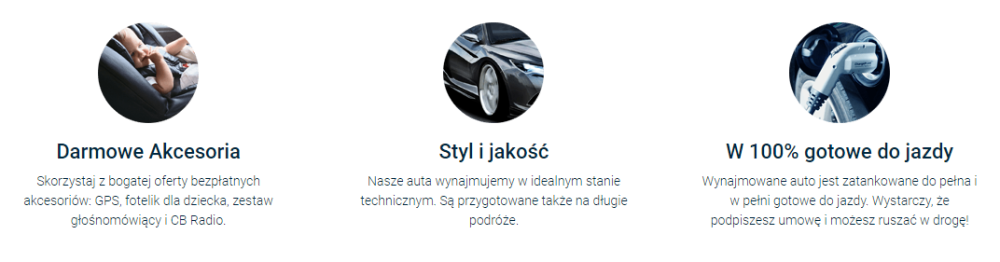 Darmowe Akcesoria
Skorzystaj z bogatej oferty bezpłatnych
akcesoriów: GPS, fotelik dla dziecka, zestaw
głośnomówiący i CB Radio.
Styl i jakość
Nasze auta wynajmujemy w idealnym stanie
technicznym. Są przygotowane także na długie
podróże.
W 100% gotowe do jazdy
Wynajmowane auto jest zatankowane do pełna i
w pełni gotowe do jazdy. Wystarczy, że
podpiszesz umowę i możesz ruszać w drogę!